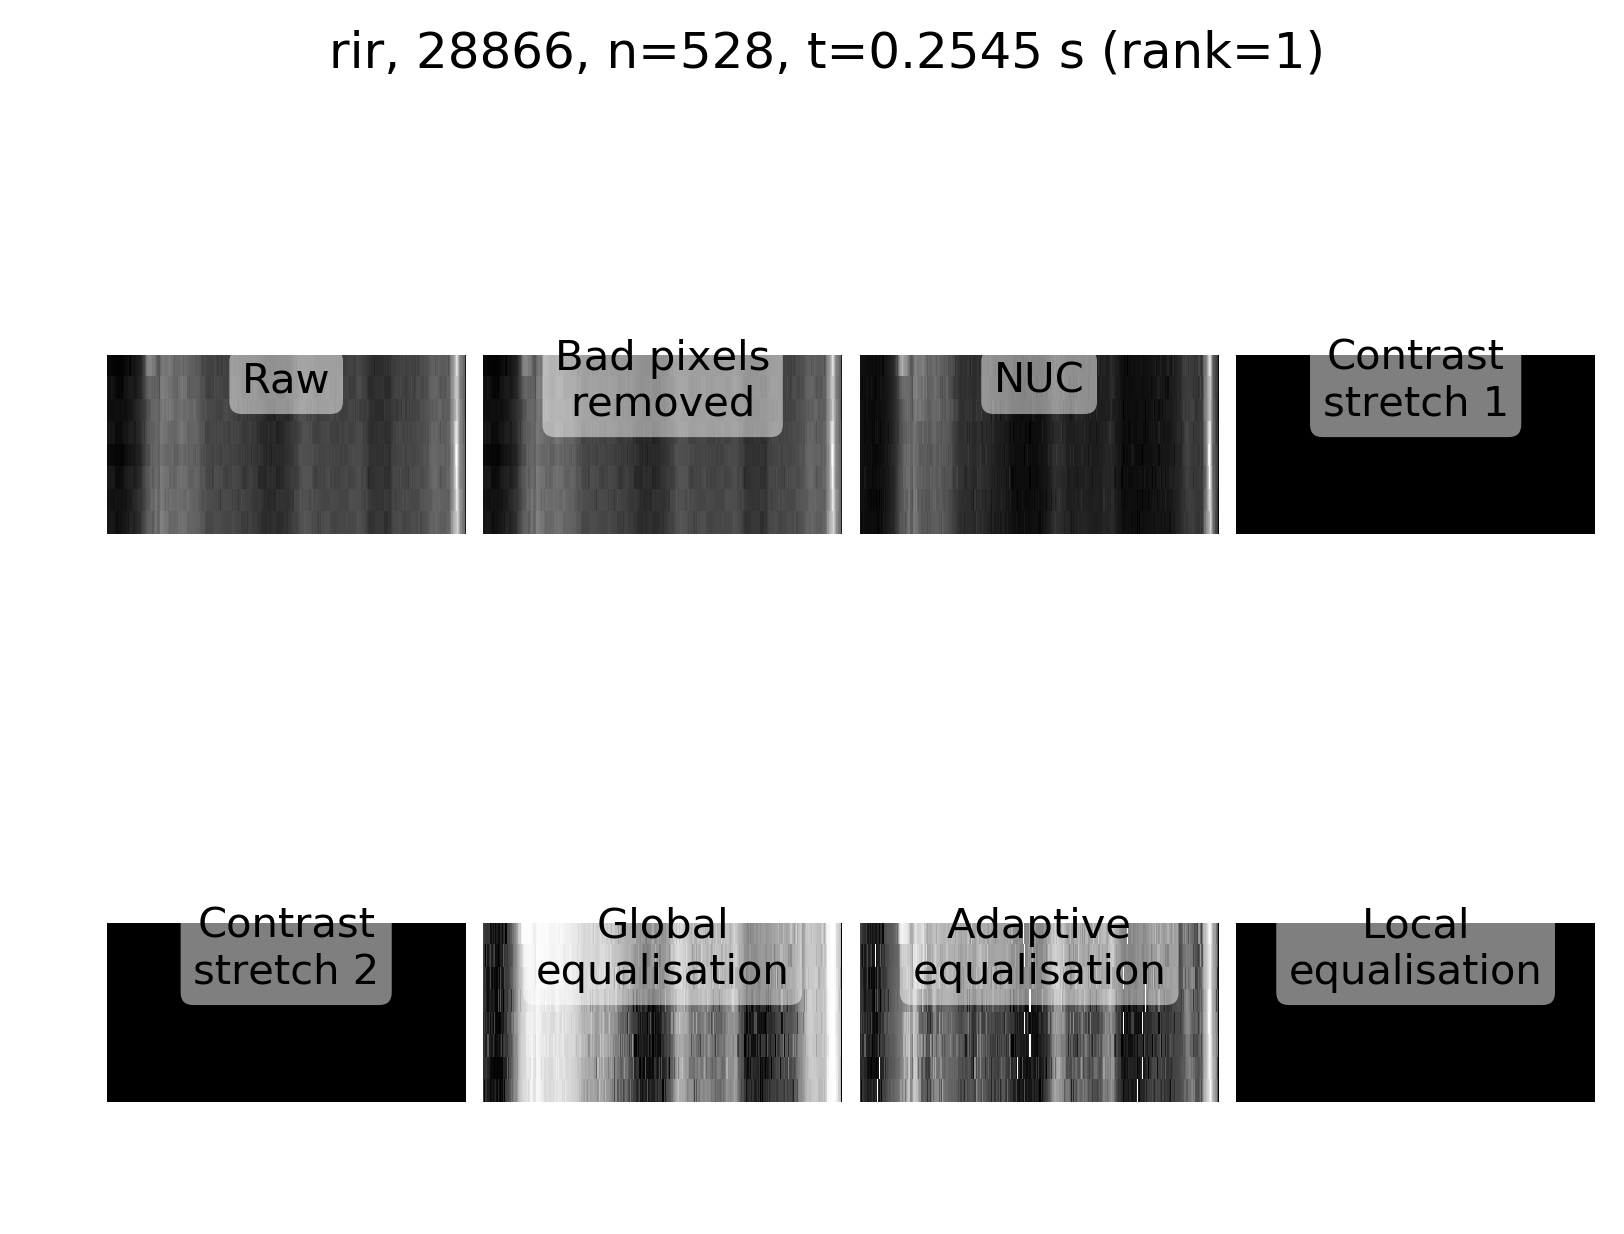 rir, 28866, n=528, t=0.2545 s (rank=1)
Raw
Bad pixels
removed
NUC
Contrast
stretch 1
Contrast
stretch 2
Global
equalisation
Adaptive
equalisation
Local
equalisation